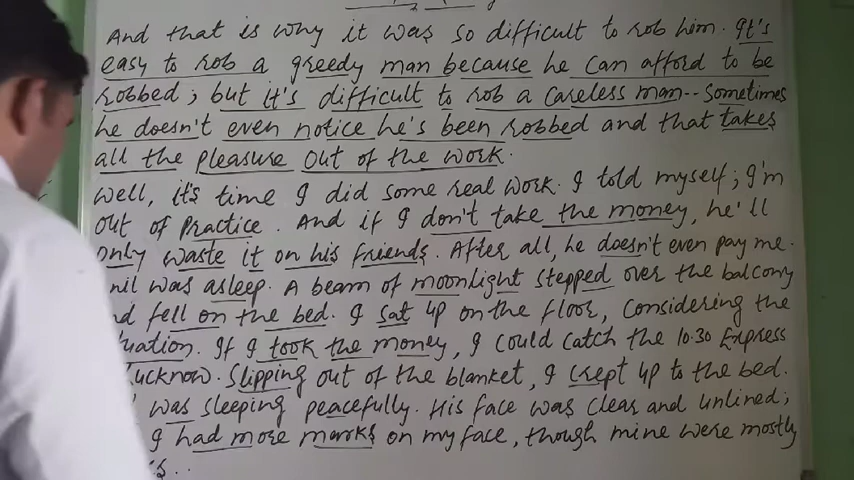 And that is why it was so difficult to rob him. It's
easy to rob a greedy man because he can afford to be
robbed; but it's difficult to rob a careless man-- Sometimes
he doesn't even notice he's been robbed and that takes
all the pleasure out of the work.
Well, it's time I did some real work. I told myself; I'm
out of practice. And if I don't take the money, he'll
only waste it on his friends. After all, he doesn't even pay me.
nil was asleep. A beam of moonlight stepped over the balcony
nd fell on the bed. I sat up on the floor, considering the
tuation. If I took the money, I could catch the 10.30 Express
Lucknow. Slipping out of the blanket, I crept up to the bed.
was sleeping peacefully. His face was clear and unlined;
I had more marks on my face, though mine were mostly